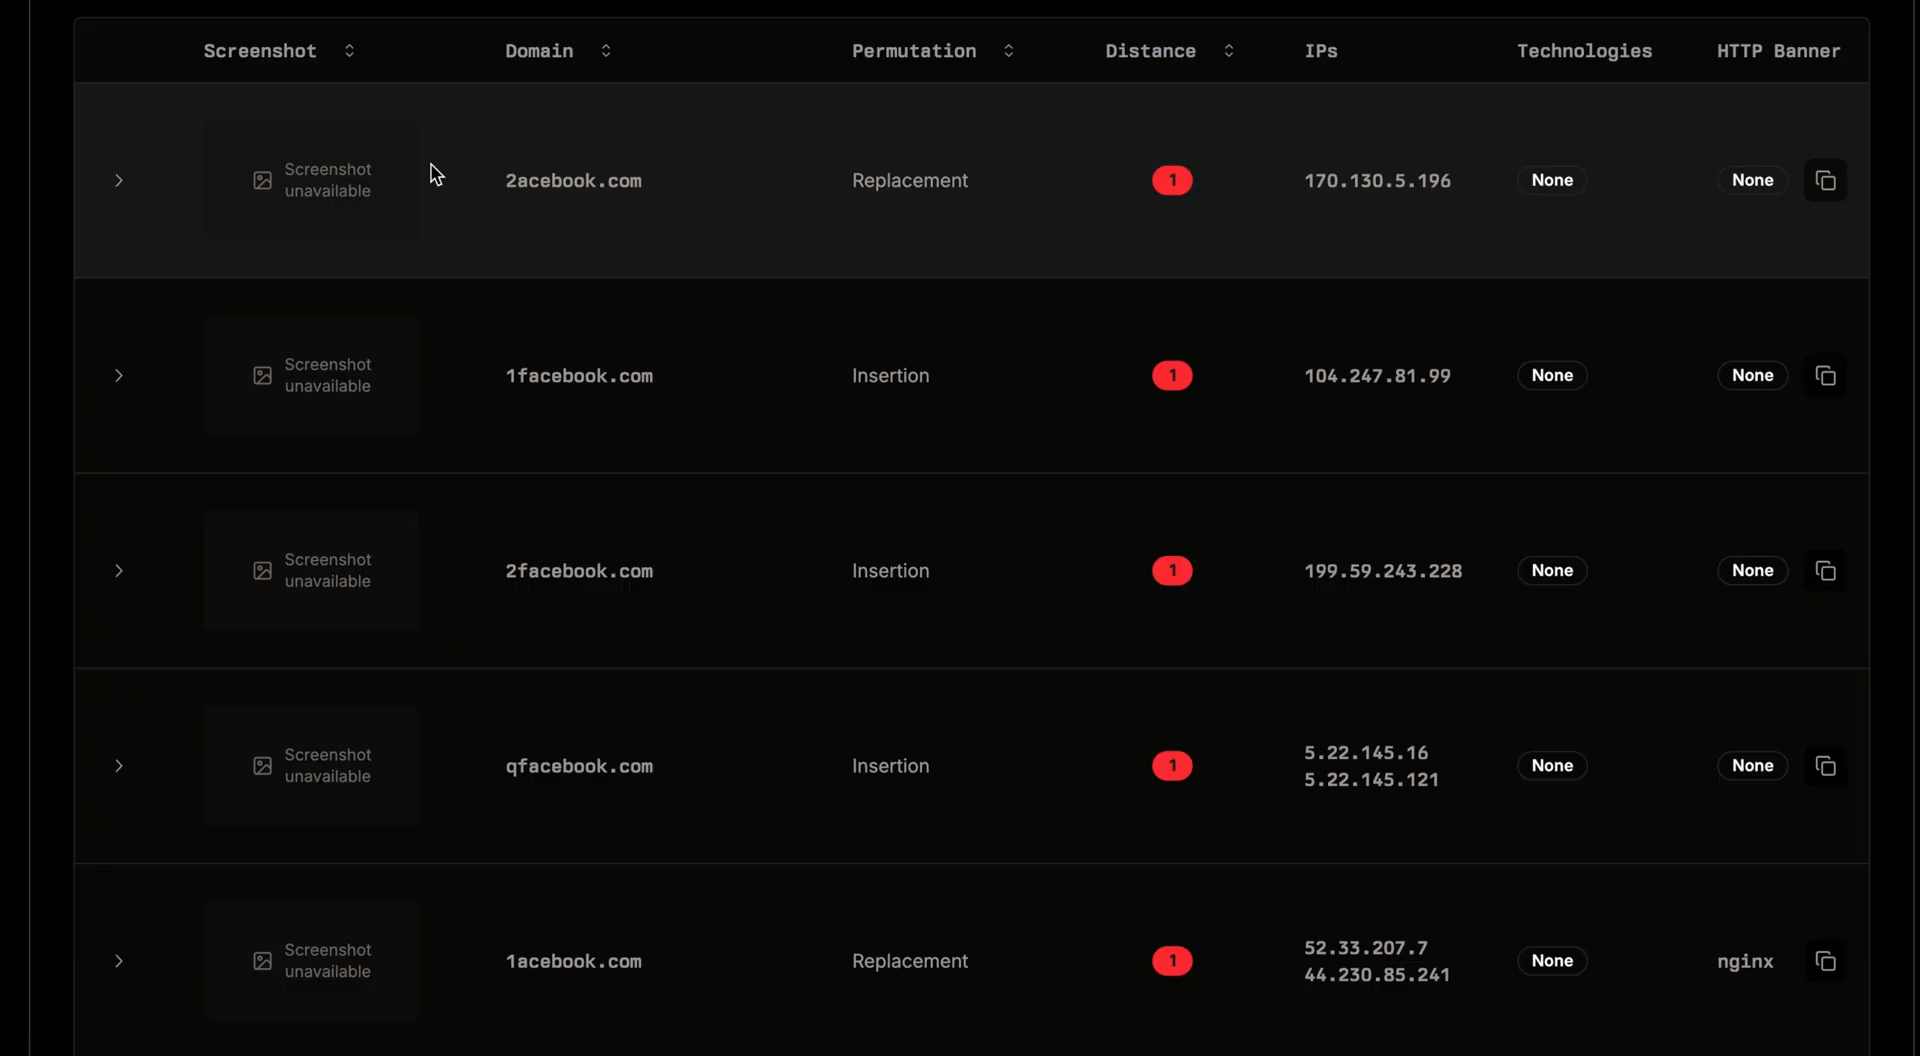 Screenshot Domain Permutation Distance IPs Technologies HTTP Banner
Screenshot
unavailable
2acebook.com Replacement 1 170.130.5.196 None None
Screenshot
unavailable
1facebook.com Insertion 1 104.247.81.99 None None
Screenshot
unavailable
2facebook.com Insertion 1 199.59.243.228 None None
Screenshot
unavailable
qfacebook.com Insertion 1 5.22.145.16
5.22.145.121 None None
Screenshot
unavailable
1acebook.com Replacement 1 52.33.207.7
44.230.85.241 None nginx